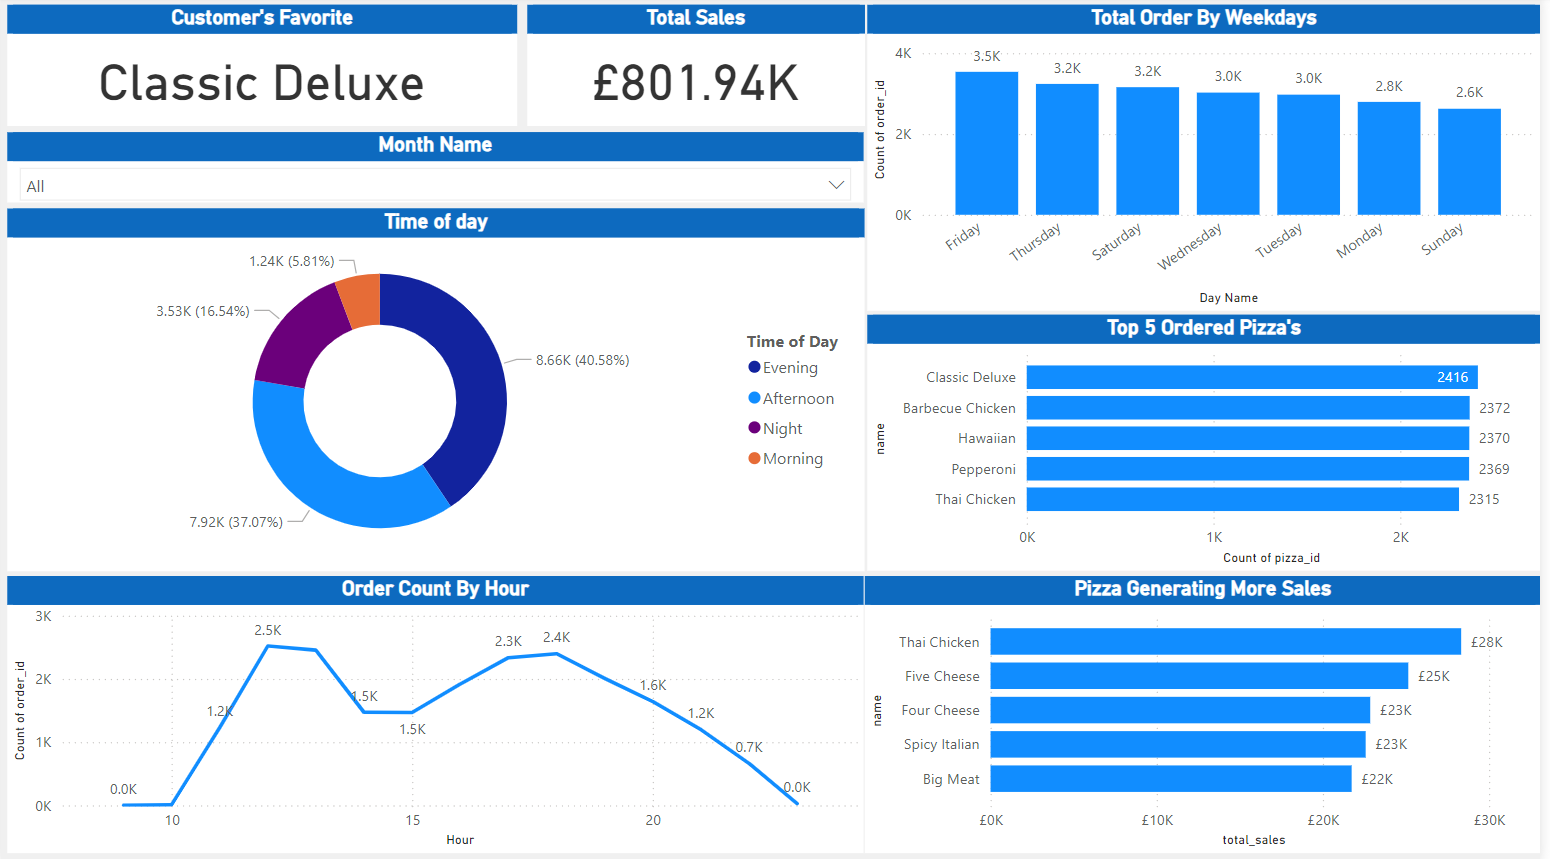 Customer's Favorite
Classic Deluxe
Total Sales
£801.94K
Month Name
All
Time of day
1.24K (5.81%)
3.53K (16.54%)
8.66K (40.58%)
7.92K (37.07%)
Time of Day
Evening
Afternoon
Night
Morning
Order Count By Hour
Count of order_id
3K
2K
1K
0K
0.0K
1.2K
2.5K
1.5K
1.5K
2.3K
2.4K
1.6K
1.2K
0.7K
0.0K
10
15
20
Hour
Total Order By Weekdays
Count of order_id
4K
2K
0K
3.5K
3.2K
3.2K
3.0K
3.0K
2.8K
2.6K
Friday
Thursday
Saturday
Wednesday
Tuesday
Monday
Sunday
Day Name
Top 5 Ordered Pizza's
name
Classic Deluxe 2416
Barbecue Chicken 2372
Hawaiian 2370
Pepperoni 2369
Thai Chicken 2315
0K
1K
2K
Count of pizza_id
Pizza Generating More Sales
name
Thai Chicken £28K
Five Cheese £25K
Four Cheese £23K
Spicy Italian £23K
Big Meat £22K
£0K
£10K
£20K
£30K
total_sales